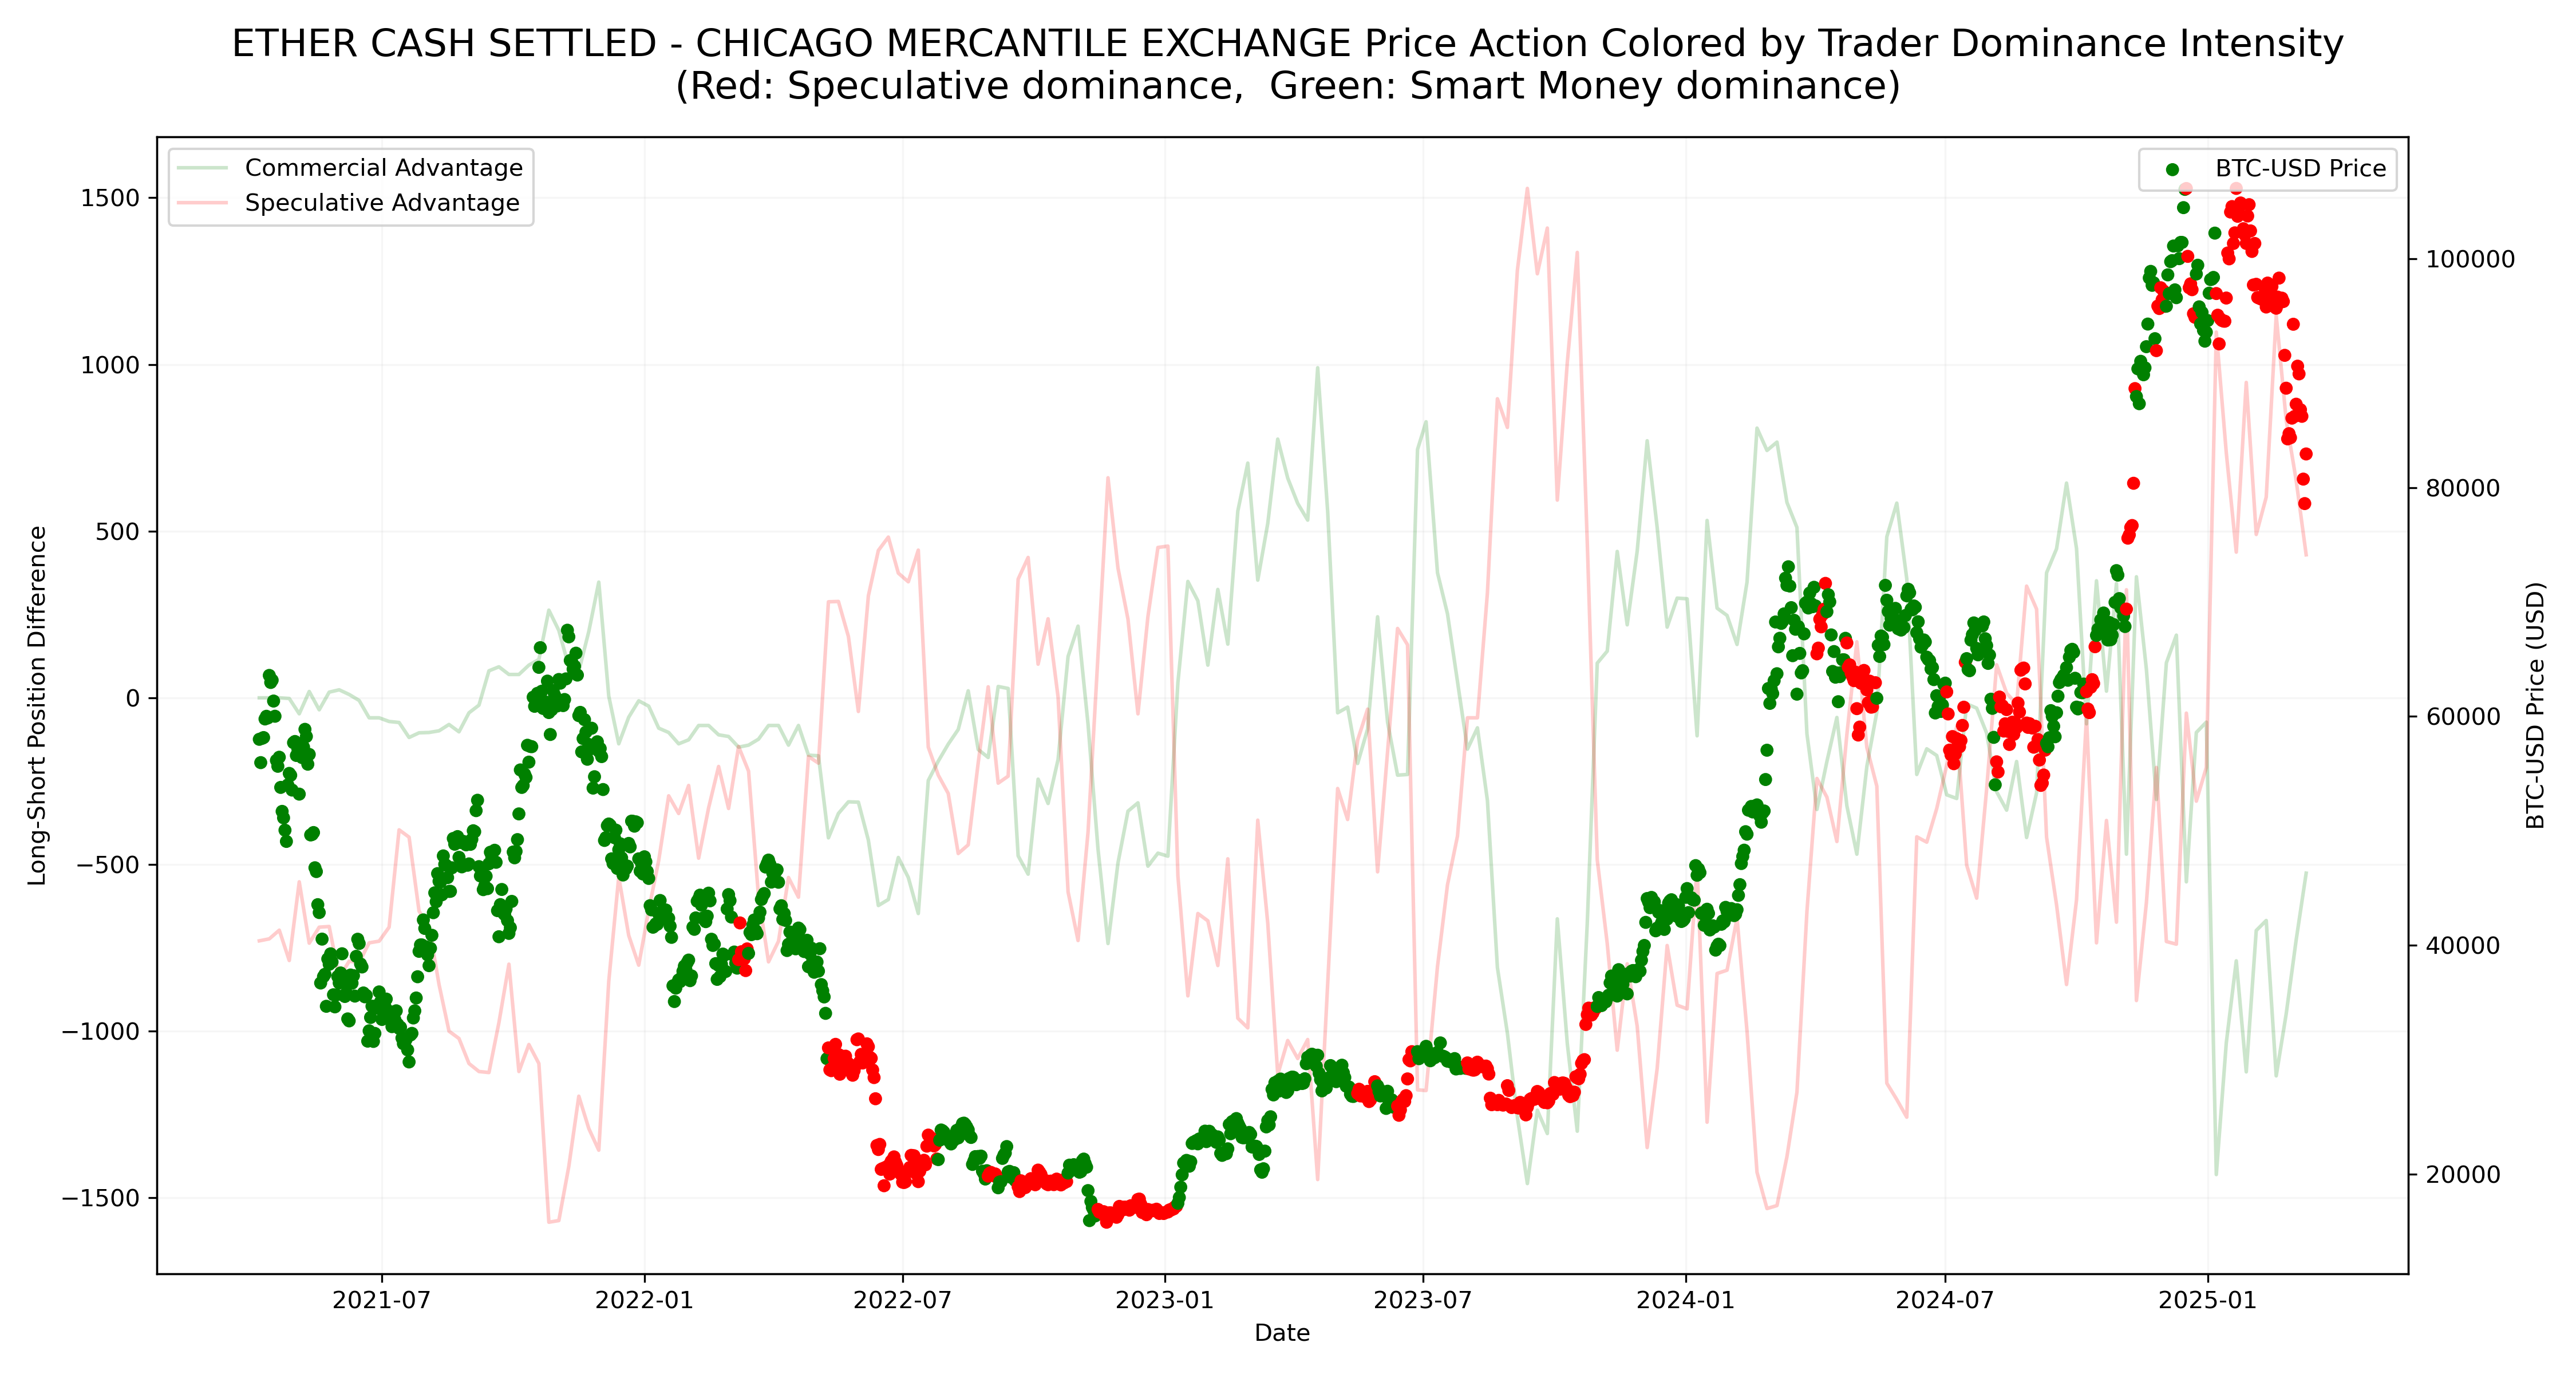 ETHER CASH SETTLED - CHICAGO MERCANTILE EXCHANGE Price Action Colored by Trader Dominance Intensity
(Red: Speculative dominance,  Green: Smart Money dominance)
Commercial Advantage
Speculative Advantage
BTC-USD Price
1500
1000
500
0
−500
−1000
−1500
Long-Short Position Difference
100000
80000
60000
40000
20000
BTC-USD Price (USD)
2021-07
2022-01
2022-07
2023-01
2023-07
2024-01
2024-07
2025-01
Date